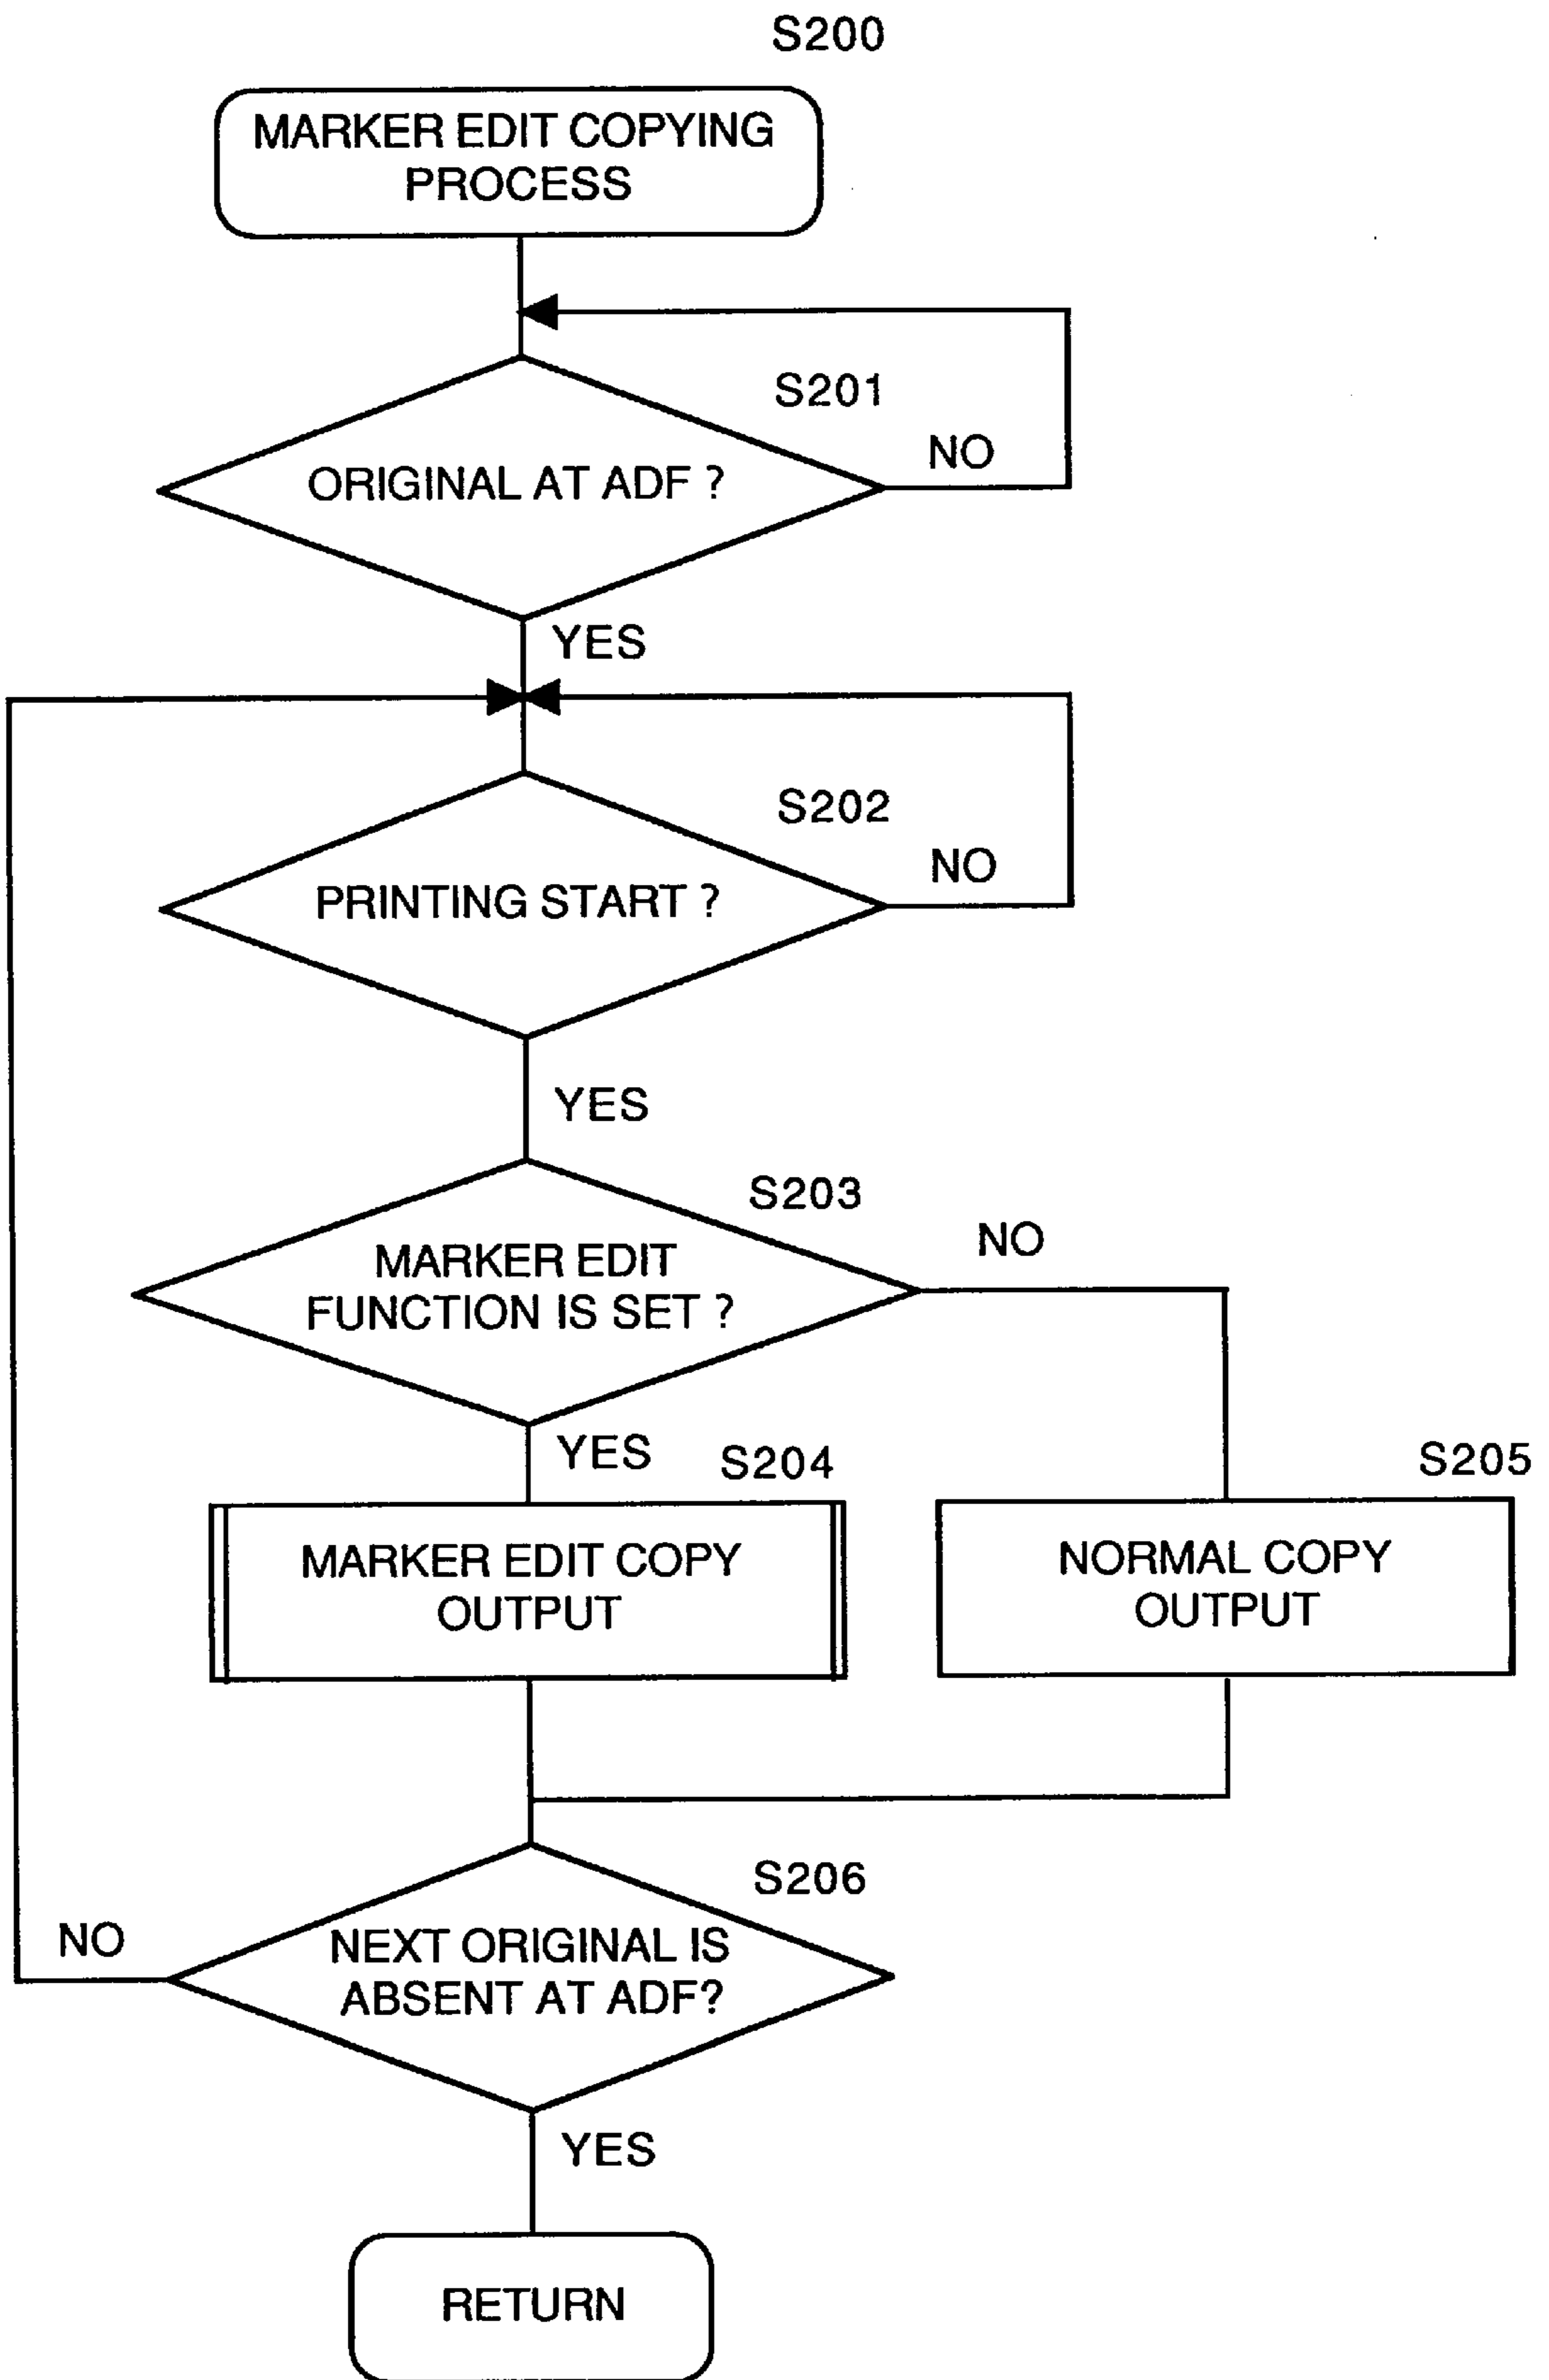 S200
MARKER EDIT COPYING
PROCESS
S201
NO
ORIGINAL AT ADF ?
YES
S202
NO
PRINTING START ?
YES
S203
NO
MARKER EDIT
FUNCTION IS SET ?
YES
S204
S205
MARKER EDIT COPY
OUTPUT
NORMAL COPY
OUTPUT
S206
NO
NEXT ORIGINAL IS
ABSENT AT ADF?
YES
RETURN